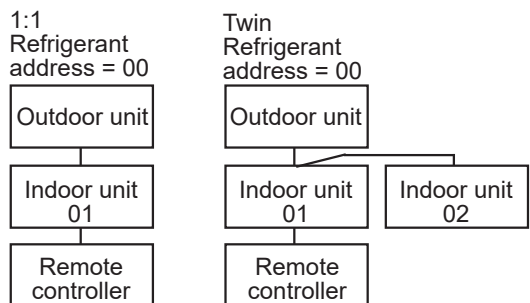 1:1
Refrigerant
address = 00
Outdoor unit
Indoor unit
01
Remote
controller
Twin
Refrigerant
address = 00
Outdoor unit
Indoor unit
01
Indoor unit
02
Remote
controller